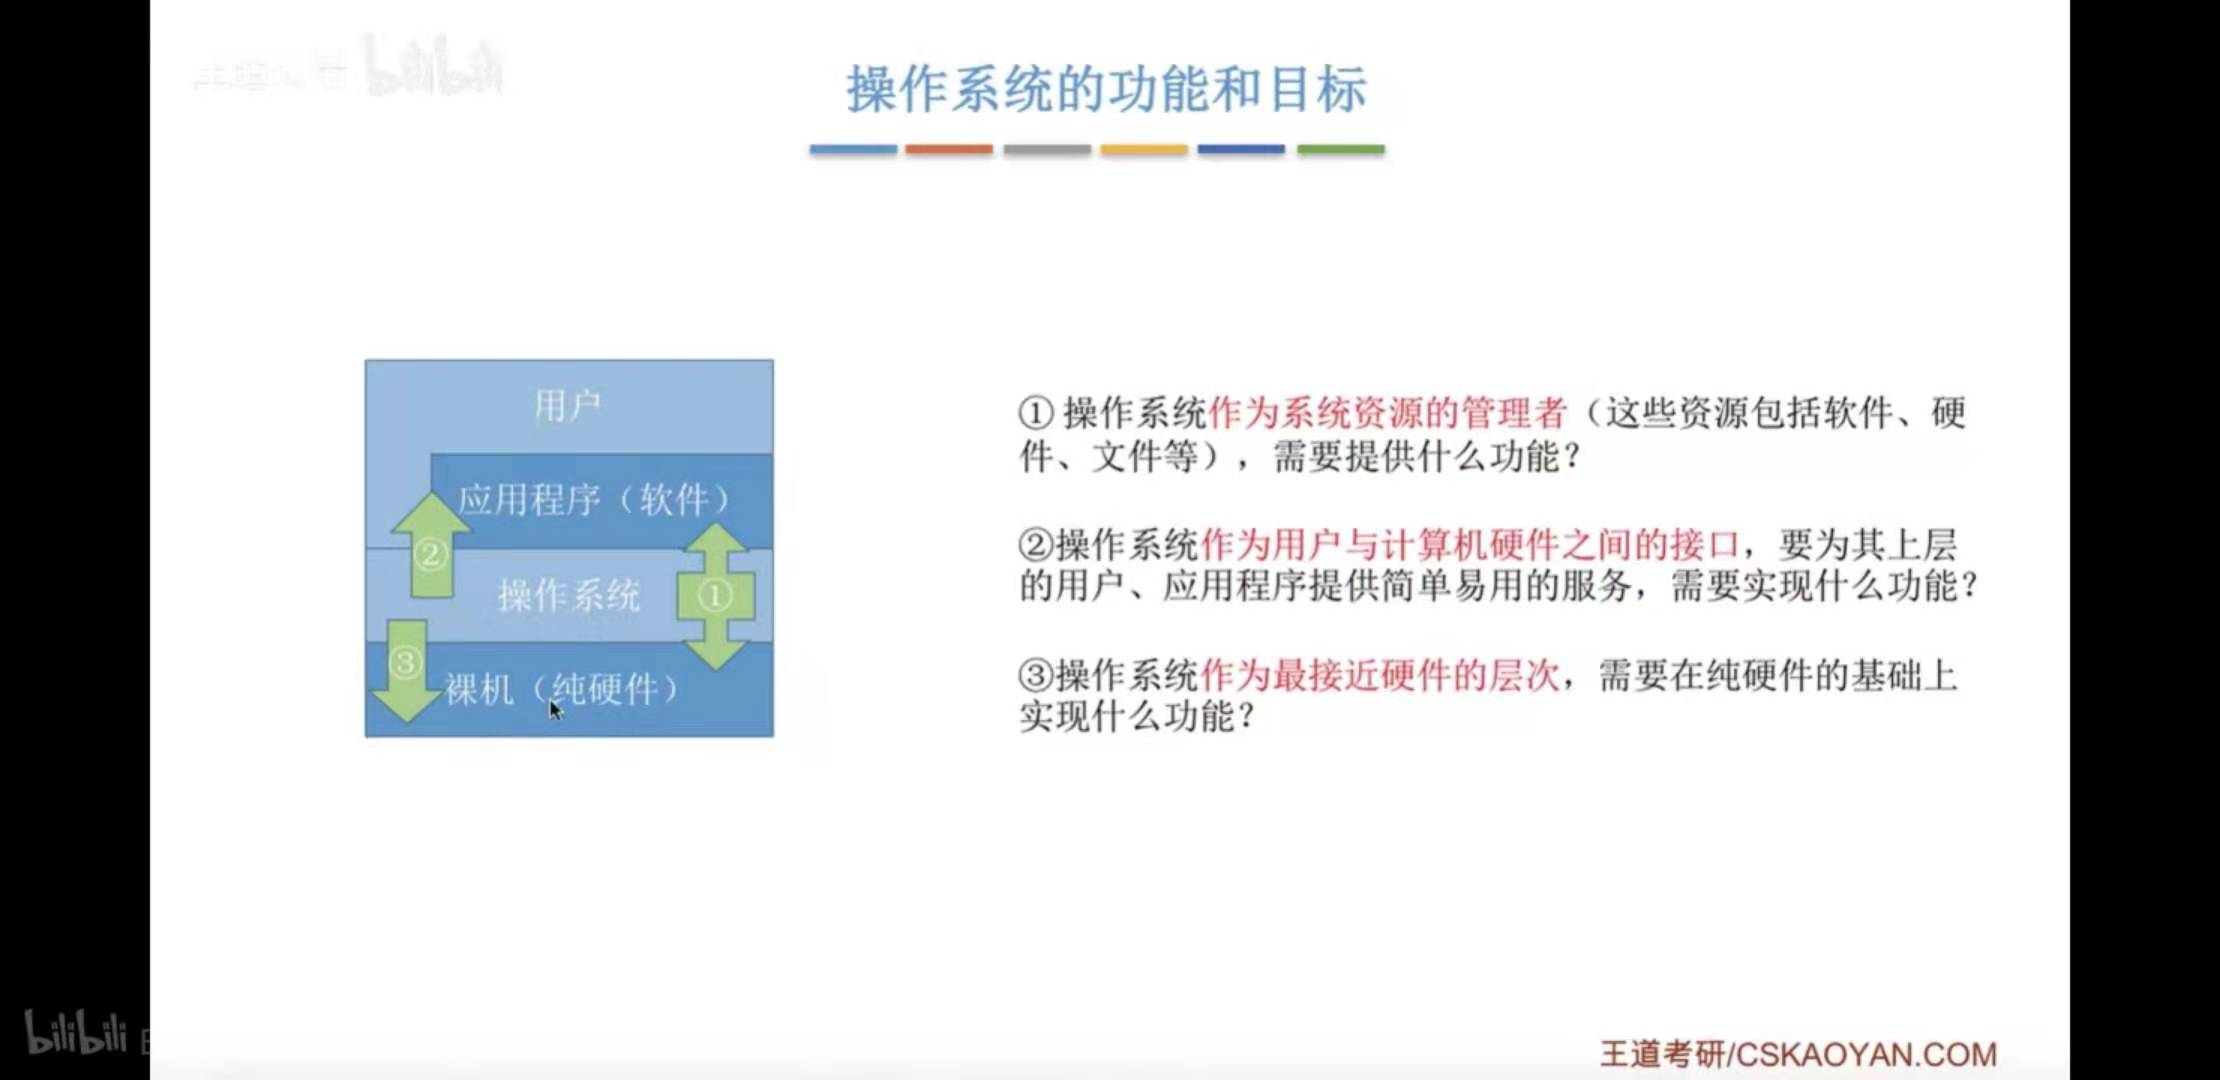 bilibili
操作系统的功能和目标
用户
应用程序（软件）
②
操作系统
①
③
裸机（纯硬件）
① 操作系统作为系统资源的管理者（这些资源包括软件、硬
件、文件等），需要提供什么功能？
②操作系统作为用户与计算机硬件之间的接口，要为其上层
的用户、应用程序提供简单易用的服务，需要实现什么功能？
③操作系统作为最接近硬件的层次，需要在纯硬件的基础上
实现什么功能？
bilibili
王道考研/CSKAOYAN.COM